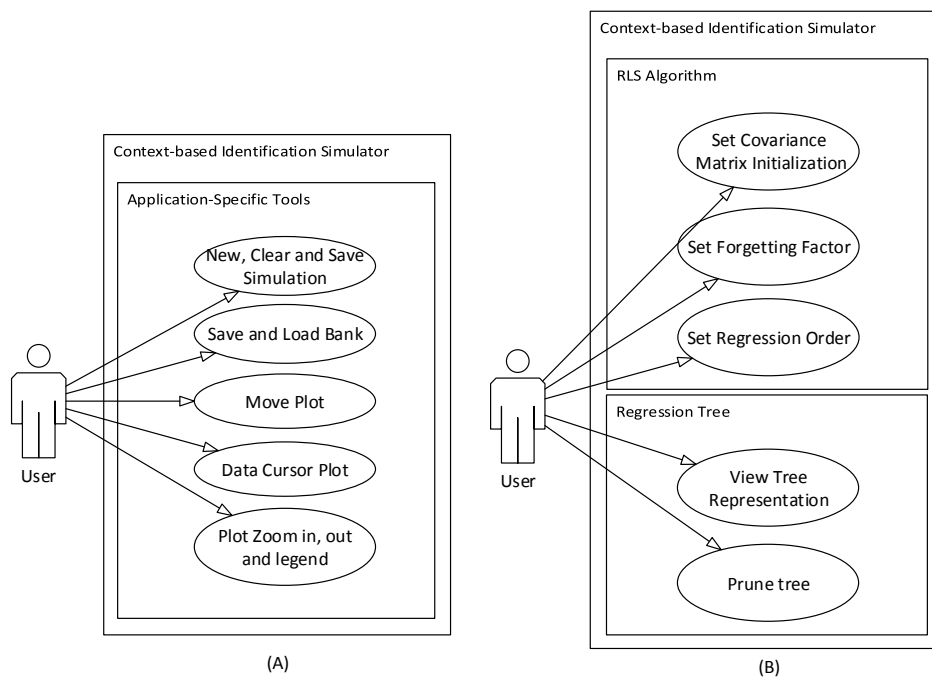 Context-based Identification Simulator
Application-Specific Tools
New, Clear and Save
Simulation
Save and Load Bank
Move Plot
Data Cursor Plot
Plot Zoom in, out
and legend
User
(A)
Context-based Identification Simulator
RLS Algorithm
Set Covariance
Matrix Initialization
Set Forgetting Factor
Set Regression Order
Regression Tree
View Tree
Representation
Prune tree
User
(B)